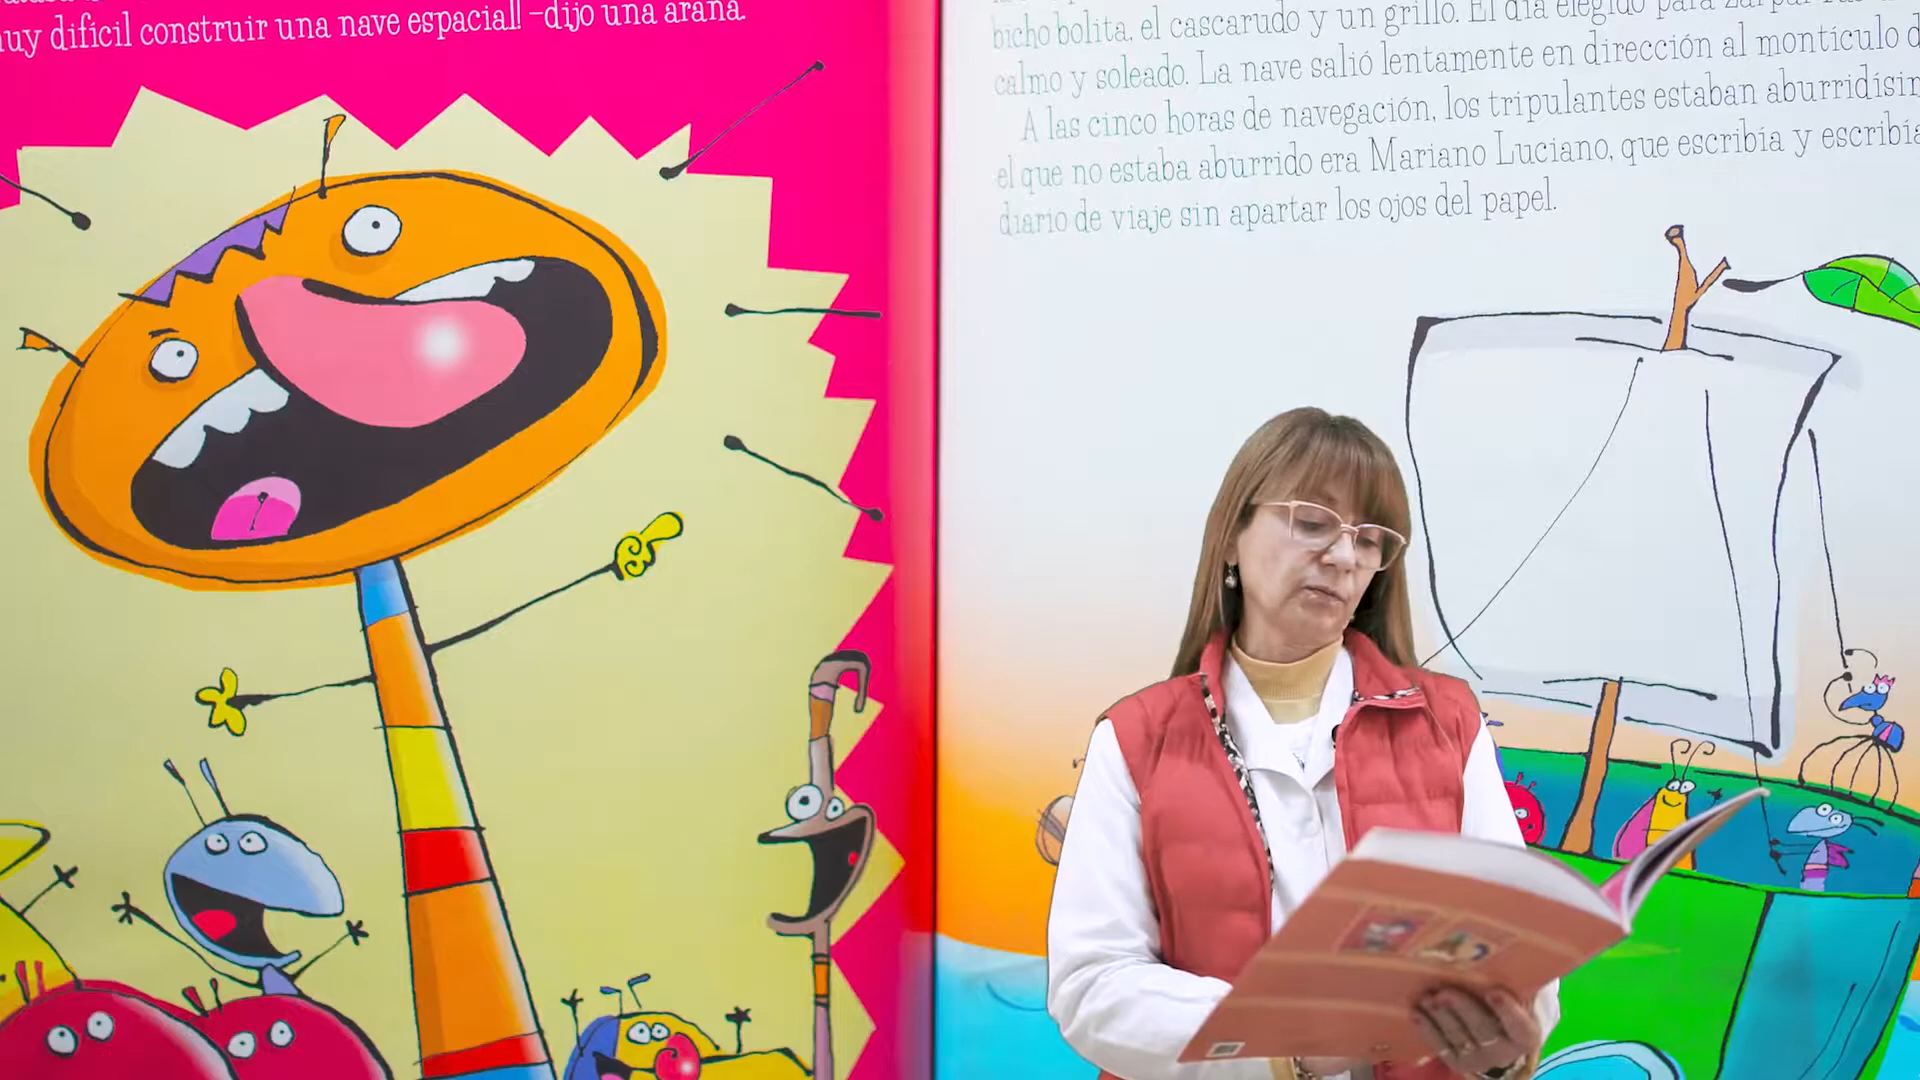 muy difícil construir una nave espacial! –dijo una araña.
bicho bolita, el cascarudo y un grillo. El día elegido para zarpar
calmo y soleado. La nave salió lentamente en dirección al montículo
A las cinco horas de navegación, los tripulantes estaban
el que no estaba aburrido era Mariano Luciano, que escribía y escribía
diario de viaje sin apartar los ojos del papel.